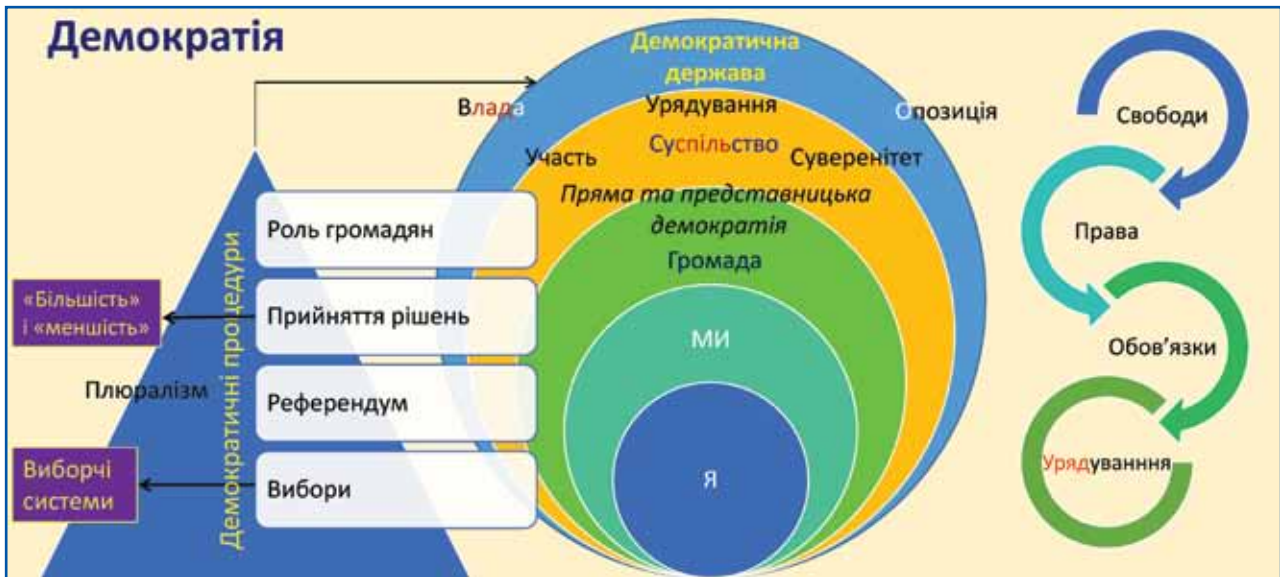 Демократія
Демократична
держава
Влада
Урядування
Опозиція
Суспільство
Участь
Суверенітет
Пряма та представницька
демократія
Громада
МИ
Я
Демократичні процедури
Роль громадян
Прийняття рішень
Референдум
Вибори
«Більшість»
і «меншість»
Плюралізм
Виборчі
системи
Свободи
Права
Обов’язки
Урядуванння